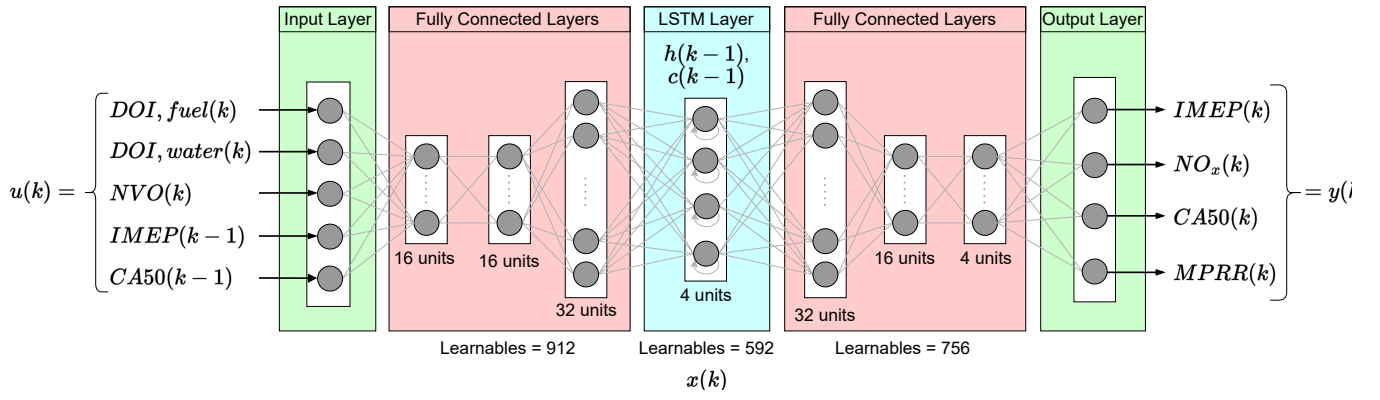 Input Layer
Fully Connected Layers
LSTM Layer
Fully Connected Layers
Output Layer
h(k − 1),
c(k − 1)
DOI, fuel(k)
DOI, water(k)
NVO(k)
IMEP(k − 1)
CA50(k − 1)
u(k) =
16 units
16 units
32 units
4 units
32 units
16 units
4 units
IMEP(k)
NOₓ(k)
CA50(k)
MPRR(k)
= y(
Learnables = 912
Learnables = 592
Learnables = 756
x(k)